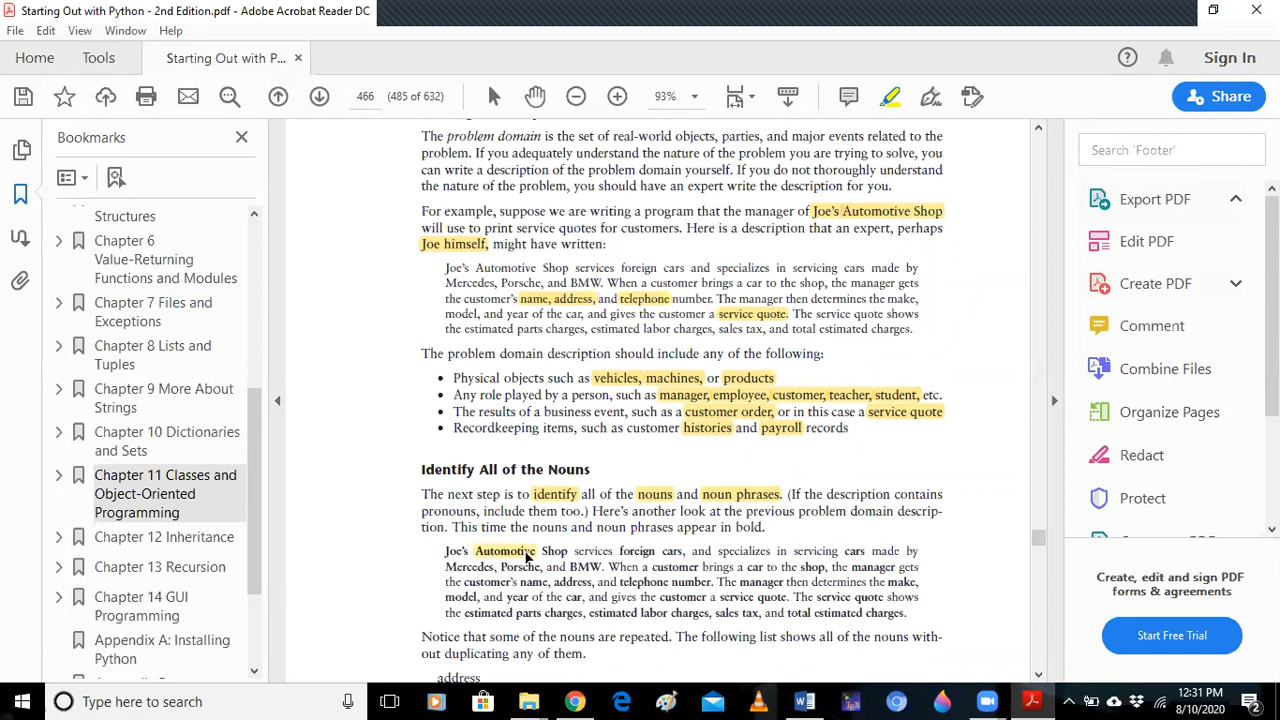 Starting Out with Python - 2nd Edition.pdf - Adobe Acrobat Reader DC
File Edit View Window Help
Home Tools Starting Out with P... × Sign In
466 (485 of 632) 93% Share
Bookmarks
Structures
Chapter 6
Value-Returning
Functions and Modules
Chapter 7 Files and
Exceptions
Chapter 8 Lists and
Tuples
Chapter 9 More About
Strings
Chapter 10 Dictionaries
and Sets
Chapter 11 Classes and
Object-Oriented
Programming
Chapter 12 Inheritance
Chapter 13 Recursion
Chapter 14 GUI
Programming
Appendix A: Installing
Python
The problem domain is the set of real-world objects, parties, and major events related to the
problem. If you adequately understand the nature of the problem you are trying to solve, you
can write a description of the problem domain yourself. If you do not thoroughly understand
the nature of the problem, you should have an expert write the description for you.
For example, suppose we are writing a program that the manager of Joe's Automotive Shop
will use to print service quotes for customers. Here is a description that an expert, perhaps
Joe himself, might have written:
Joe's Automotive Shop services foreign cars and specializes in servicing cars made by
Mercedes, Porsche, and BMW. When a customer brings a car to the shop, the manager gets
the customer's name, address, and telephone number. The manager then determines the make,
model, and year of the car, and gives the customer a service quote. The service quote shows
the estimated parts charges, estimated labor charges, sales tax, and total estimated charges.
The problem domain description should include any of the following:
• Physical objects such as vehicles, machines, or products
• Any role played by a person, such as manager, employee, customer, teacher, student, etc.
• The results of a business event, such as a customer order, or in this case a service quote
• Recordkeeping items, such as customer histories and payroll records
Identify All of the Nouns
The next step is to identify all of the nouns and noun phrases. (If the description contains
pronouns, include them too.) Here's another look at the previous problem domain descrip-
tion. This time the nouns and noun phrases appear in bold.
Joe's Automotive Shop services foreign cars, and specializes in servicing cars made by
Mercedes, Porsche, and BMW. When a customer brings a car to the shop, the manager gets
the customer's name, address, and telephone number. The manager then determines the make,
model, and year of the car, and gives the customer a service quote. The service quote shows
the estimated parts charges, estimated labor charges, sales tax, and total estimated charges.
Notice that some of the nouns are repeated. The following list shows all of the nouns with-
out duplicating any of them.
address
Search 'Footer'
Export PDF
Edit PDF
Create PDF
Comment
Combine Files
Organize Pages
Redact
Protect
Create, edit and sign PDF
forms & agreements
Start Free Trial
Type here to search
12:31 PM
8/10/2020
2